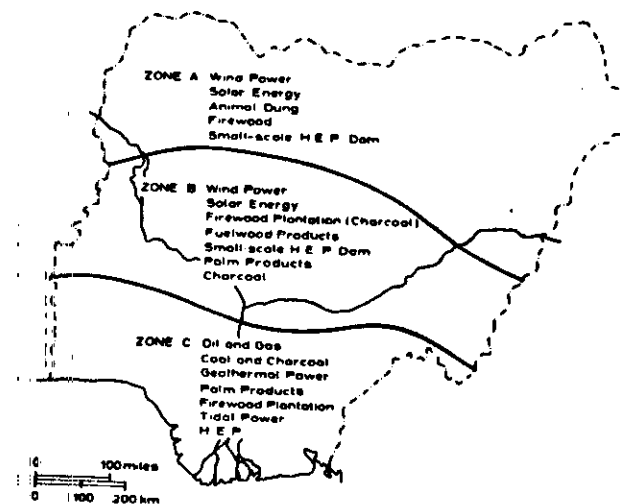 ZONE A Wind Power
Solar Energy
Animal Dung
Firewood
Small-scale H E P Dam
ZONE B Wind Power
Solar Energy
Firewood Plantation (Charcoal)
Fuelwood Products
Small-scale H E P Dam
Palm Products
Charcoal
ZONE C Oil and Gas
Coal and Charcoal
Geothermal Power
Palm Products
Firewood Plantation
Tidal Power
H E P
0 100 miles
0 100 200 km